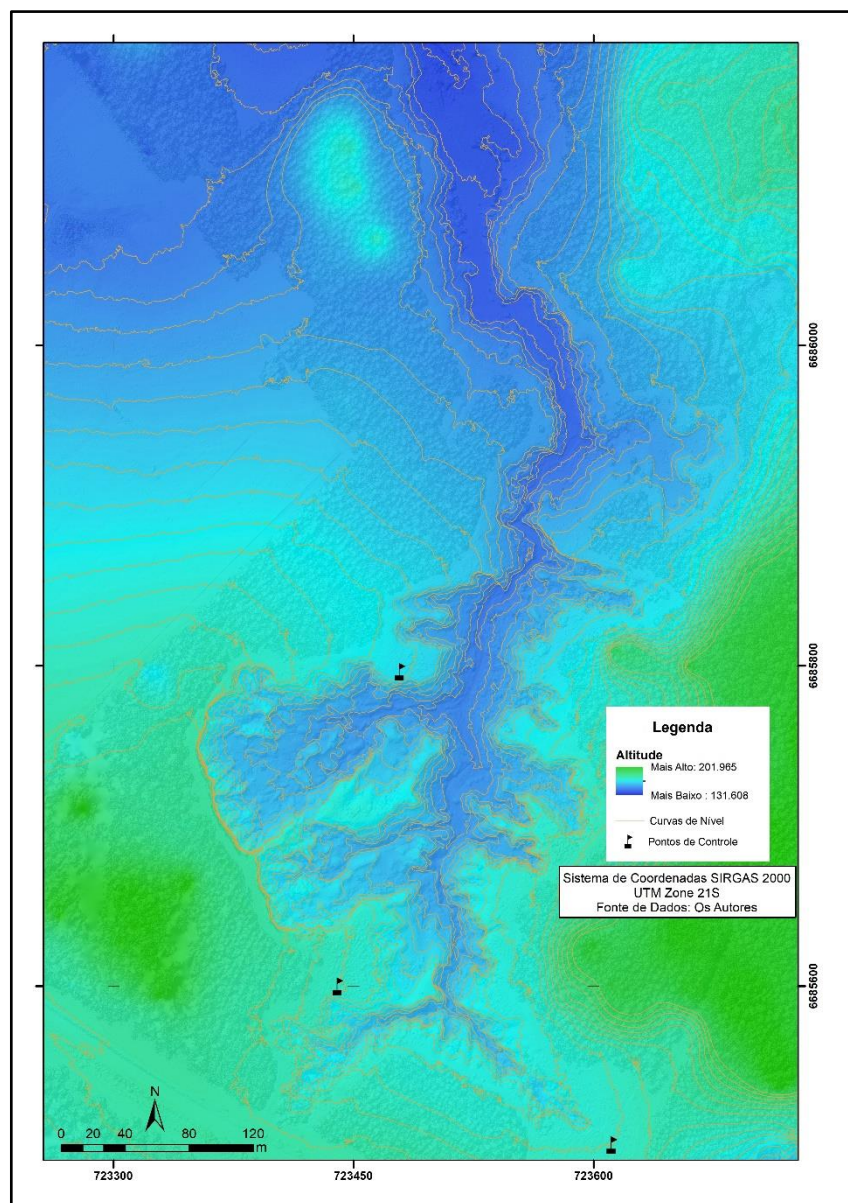 6686000
6685800
Legenda
Altitude
Mais Alto: 201.965
Mais Baixo : 131.608
Curvas de Nível
Pontos de Controle
Sistema de Coordenadas SIRGAS 2000
UTM Zone 21S
Fonte de Dados: Os Autores
6685600
N
0 20 40 80 120
m
723300 723450 723600